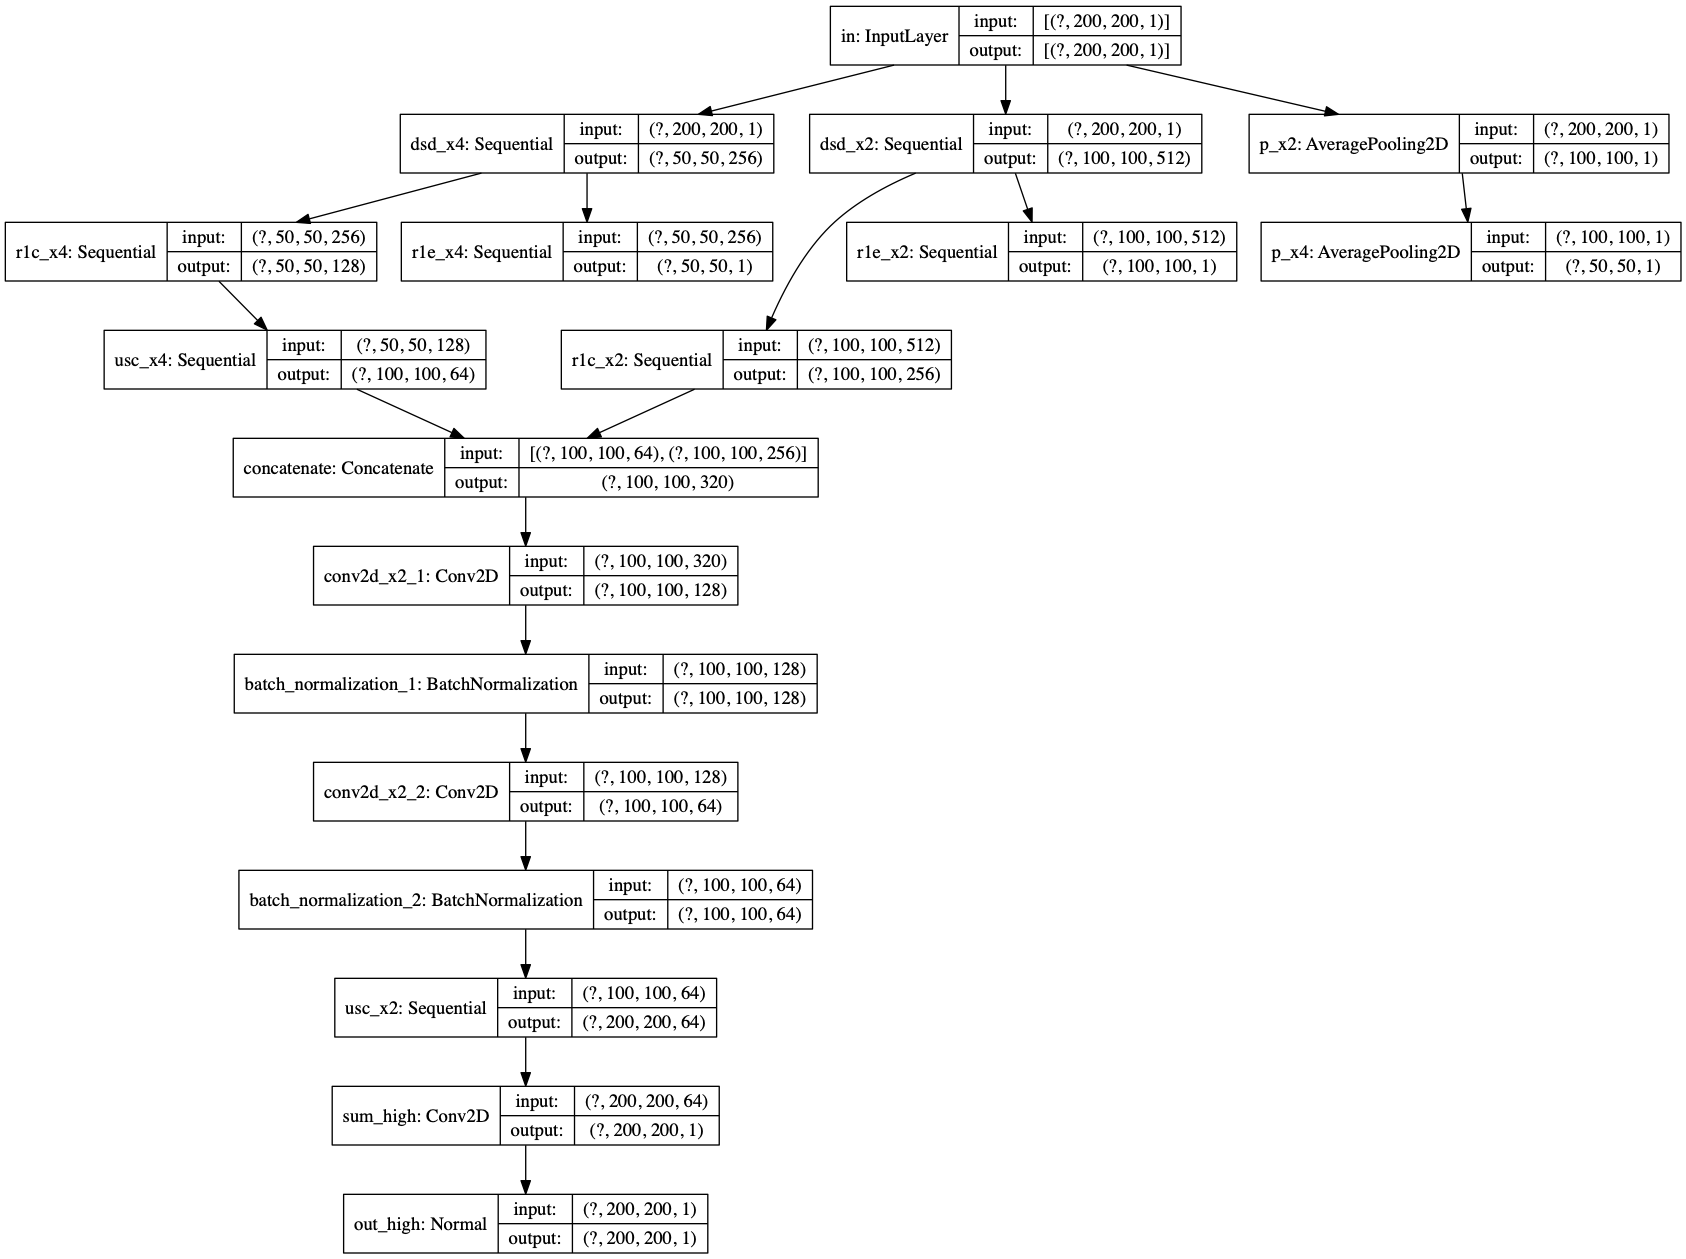 in: InputLayer
input: [(?, 200, 200, 1)]
output: [(?, 200, 200, 1)]
dsd_x4: Sequential
input: (?, 200, 200, 1)
output: (?, 50, 50, 256)
dsd_x2: Sequential
input: (?, 200, 200, 1)
output: (?, 100, 100, 512)
p_x2: AveragePooling2D
input: (?, 200, 200, 1)
output: (?, 100, 100, 1)
r1c_x4: Sequential
input: (?, 50, 50, 256)
output: (?, 50, 50, 128)
r1e_x4: Sequential
input: (?, 50, 50, 256)
output: (?, 50, 50, 1)
r1e_x2: Sequential
input: (?, 100, 100, 512)
output: (?, 100, 100, 1)
p_x4: AveragePooling2D
input: (?, 100, 100, 1)
output: (?, 50, 50, 1)
usc_x4: Sequential
input: (?, 50, 50, 128)
output: (?, 100, 100, 64)
r1c_x2: Sequential
input: (?, 100, 100, 512)
output: (?, 100, 100, 256)
concatenate: Concatenate
input: [(?, 100, 100, 64), (?, 100, 100, 256)]
output: (?, 100, 100, 320)
conv2d_x2_1: Conv2D
input: (?, 100, 100, 320)
output: (?, 100, 100, 128)
batch_normalization_1: BatchNormalization
input: (?, 100, 100, 128)
output: (?, 100, 100, 128)
conv2d_x2_2: Conv2D
input: (?, 100, 100, 128)
output: (?, 100, 100, 64)
batch_normalization_2: BatchNormalization
input: (?, 100, 100, 64)
output: (?, 100, 100, 64)
usc_x2: Sequential
input: (?, 100, 100, 64)
output: (?, 200, 200, 64)
sum_high: Conv2D
input: (?, 200, 200, 64)
output: (?, 200, 200, 1)
out_high: Normal
input: (?, 200, 200, 1)
output: (?, 200, 200, 1)